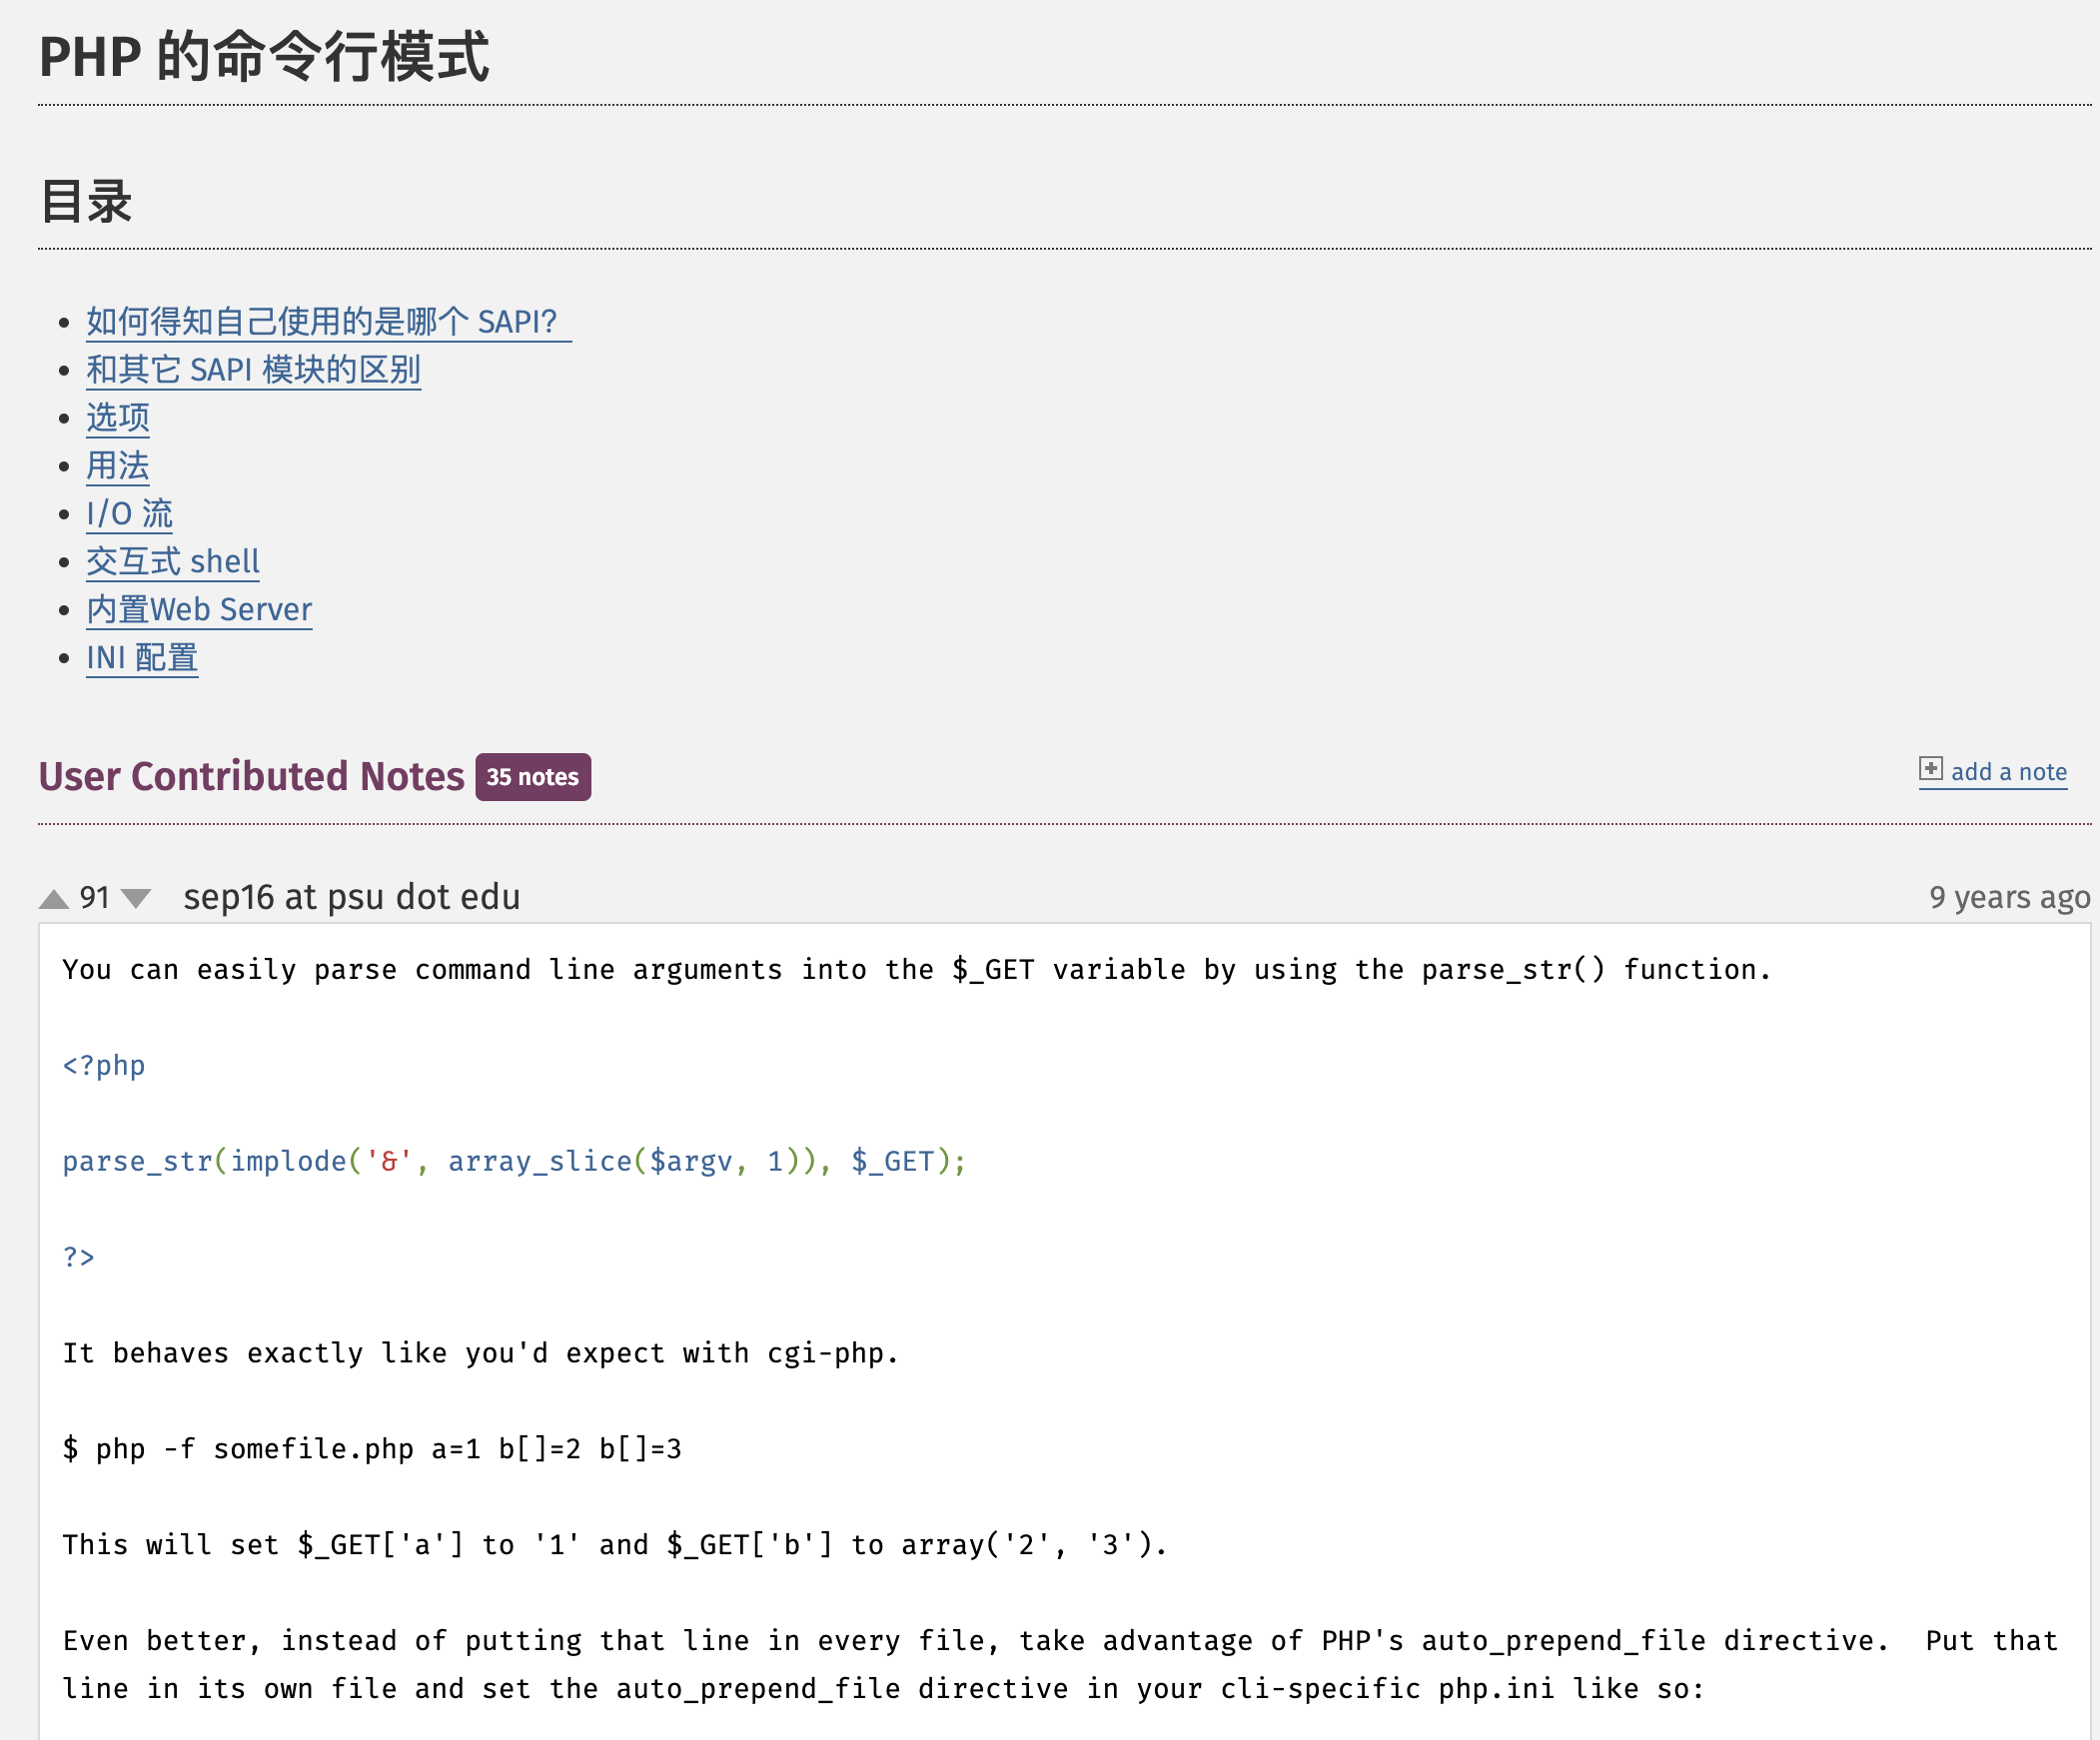 PHP 的命令行模式
目录
如何得知自己使用的是哪个 SAPI?
和其它 SAPI 模块的区别
选项
用法
I/O 流
交互式 shell
内置Web Server
INI 配置
User Contributed Notes 35 notes
add a note
91 sep16 at psu dot edu
9 years ago
You can easily parse command line arguments into the $_GET variable by using the parse_str() function.
<?php
parse_str(implode('&', array_slice($argv, 1)), $_GET);
?>
It behaves exactly like you'd expect with cgi-php.
$ php -f somefile.php a=1 b[]=2 b[]=3
This will set $_GET['a'] to '1' and $_GET['b'] to array('2', '3').
Even better, instead of putting that line in every file, take advantage of PHP's auto_prepend_file directive.  Put that
line in its own file and set the auto_prepend_file directive in your cli-specific php.ini like so: